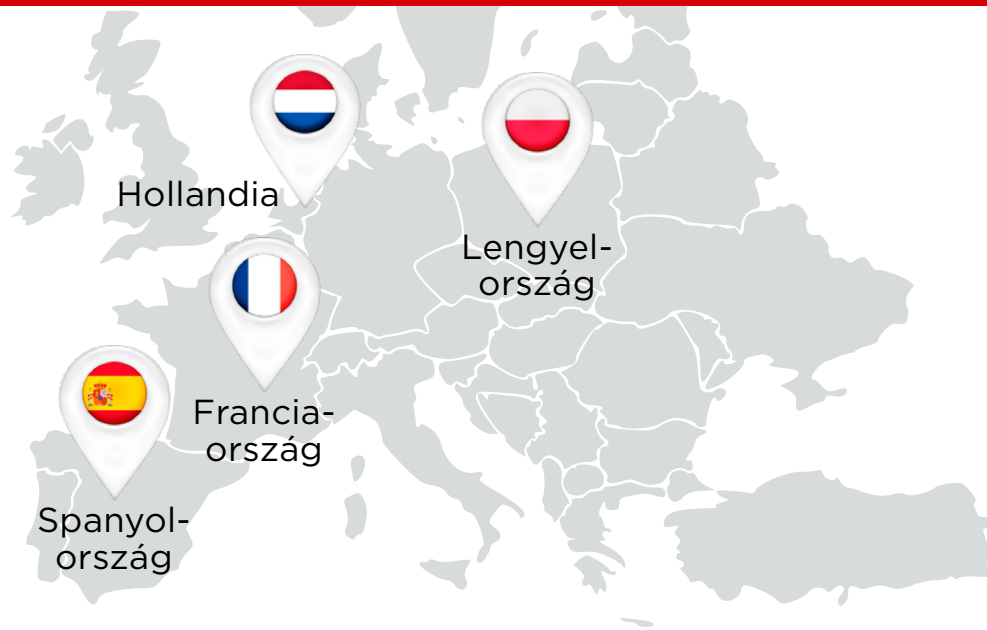 Hollandia
Lengyel-
ország
Francia-
ország
Spanyol-
ország